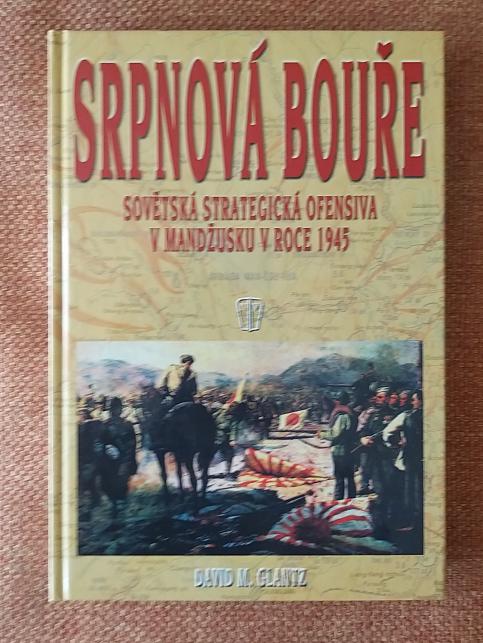 SRPNOVÁ BOUŘE
SOVĚTSKÁ STRATEGICKÁ OFENSIVA
V MANDŽUSKU V ROCE 1945
DAVID M. GLANTZ